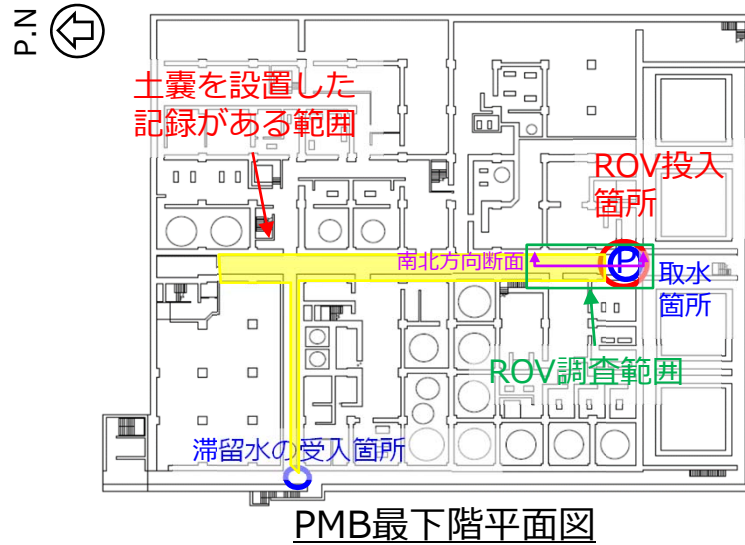 P.N
土嚢を設置した
記録がある範囲
ROV投入
箇所
南北方向断面
P
取水
箇所
ROV調査範囲
滞留水の受入箇所
PMB最下階平面図